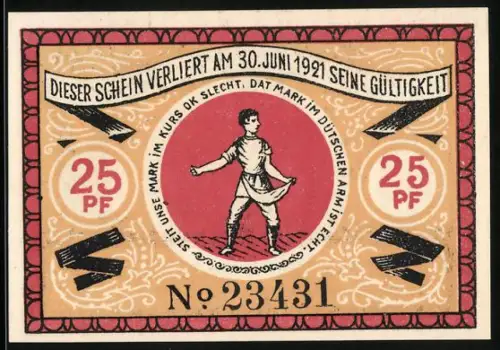 DIESER SCHEIN VERLIERT AM 30. JUNI 1921 SEINE GÜLTIGKEIT
STEIT UNSE MARK IM KURS OK SLECHT, DAT MARK IM DÜTSCHEN ARM IST ECHT.
25 PF
25 PF
No 23431